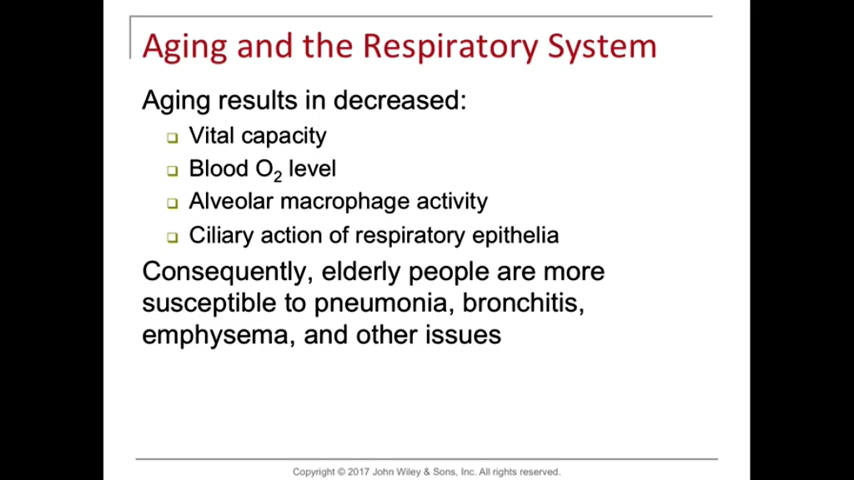 Aging and the Respiratory System
Aging results in decreased:
Vital capacity
Blood O₂ level
Alveolar macrophage activity
Ciliary action of respiratory epithelia
Consequently, elderly people are more
susceptible to pneumonia, bronchitis,
emphysema, and other issues
Copyright © 2017 John Wiley & Sons, Inc. All rights reserved.